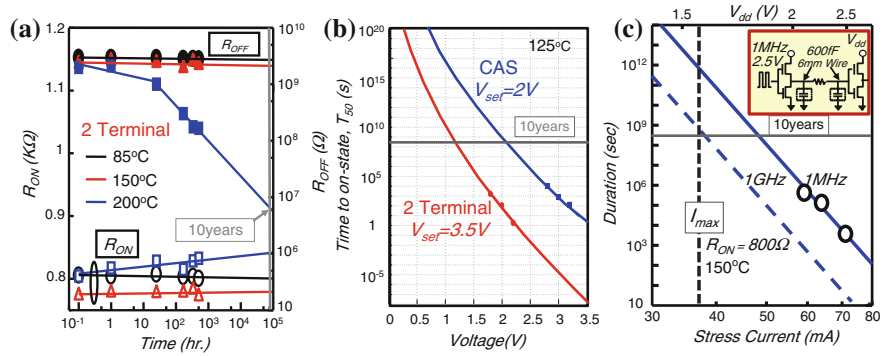 (a)
R_ON (KΩ)
1.2
1.1
1
0.9
0.8
R_OFF
2 Terminal
85°C
150°C
200°C
10years
R_ON
10^-1
1
10
10^2
10^3
10^4
10^5
Time (hr.)
10^10
10^9
10^8
10^7
10^6
10^5
10
R_OFF (Ω)
(b)
Time to on-state, T_50 (s)
10^20
10^15
10^10
10^5
1
10^-5
125°C
CAS
V_set=2V
10years
2 Terminal
V_set=3.5V
0
0.5
1
1.5
2
2.5
3
3.5
Voltage(V)
(c)
V_dd (V)
1.5
2
2.5
Duration (sec)
10^15
10^12
10^9
10^6
10^3
10
1MHz
2.5V
600fF
6mm Wire
V_dd
10years
1GHz
1MHz
I_max
R_ON = 800Ω
150°C
30
40
50
60
70
80
Stress Current (mA)